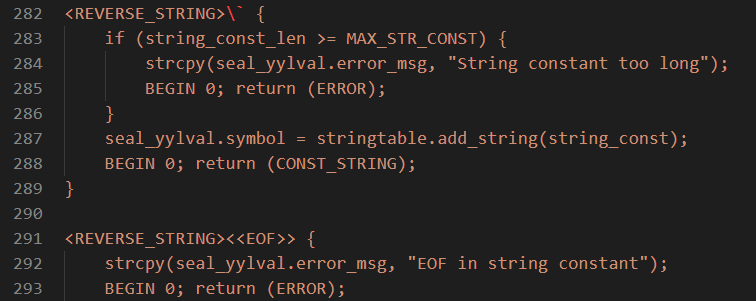 282 <REVERSE_STRING>\` {
283     if (string_const_len >= MAX_STR_CONST) {
284         strcpy(seal_yylval.error_msg, "String constant too long");
285         BEGIN 0; return (ERROR);
286     }
287     seal_yylval.symbol = stringtable.add_string(string_const);
288     BEGIN 0; return (CONST_STRING);
289 }
290
291 <REVERSE_STRING><<EOF>> {
292     strcpy(seal_yylval.error_msg, "EOF in string constant");
293     BEGIN 0; return (ERROR);